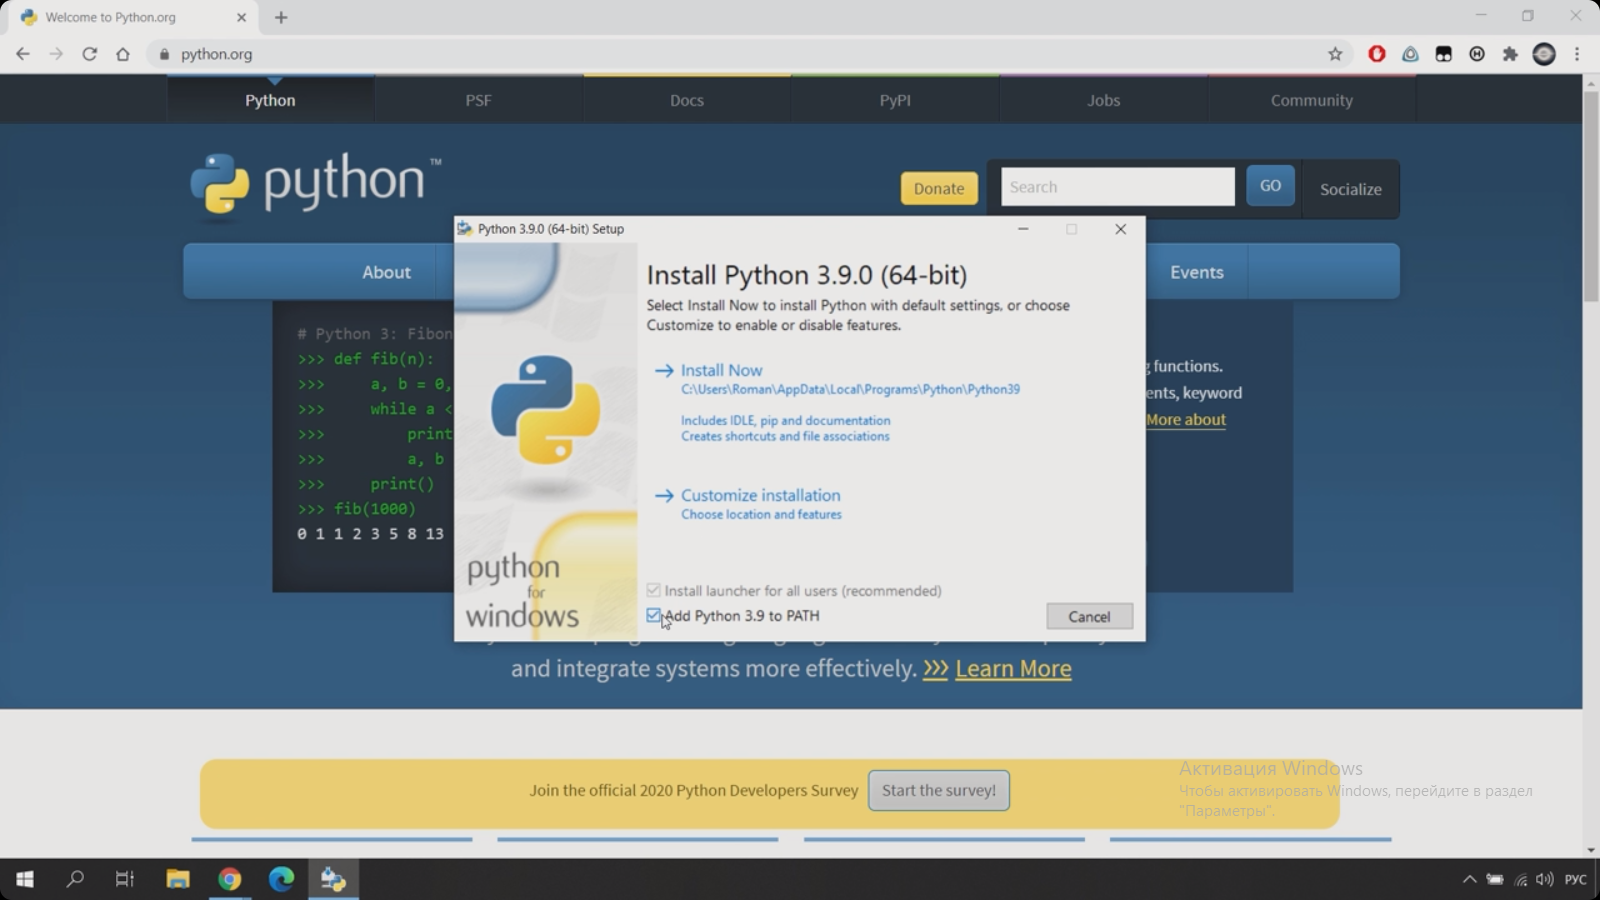 Welcome to Python.org
python.org
Python
PSF
Docs
PyPI
Jobs
Community
python™
Donate
Search
GO
Socialize
About
Events
# Python 3: Fibon
>>> def fib(n):
>>> a, b = 0,
>>> while a <
>>> print
>>> a, b
>>> print()
>>> fib(1000)
0 1 1 2 3 5 8 13
functions.
ents, keyword
More about
Python 3.9.0 (64-bit) Setup
Install Python 3.9.0 (64-bit)
Select Install Now to install Python with default settings, or choose
Customize to enable or disable features.
Install Now
C:\Users\Roman\AppData\Local\Programs\Python\Python39
Includes IDLE, pip and documentation
Creates shortcuts and file associations
Customize installation
Choose location and features
python
for
windows
Install launcher for all users (recommended)
Add Python 3.9 to PATH
Cancel
and integrate systems more effectively. >>> Learn More
Join the official 2020 Python Developers Survey
Start the survey!
Активация Windows
Чтобы активировать Windows, перейдите в раздел
"Параметры".
РУС